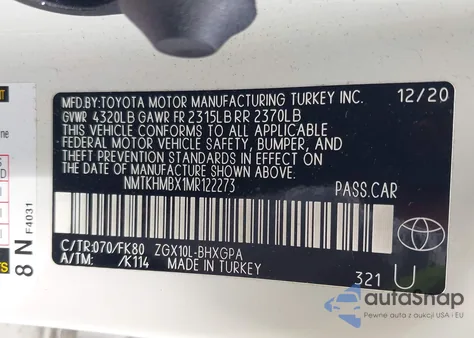 MFD.BY:TOYOTA MOTOR MANUFACTURING TURKEY INC. 12/20
GVWR 4320LB GAWR FR 2315LB RR 2370LB
THIS VEHICLE CONFORMS TO ALL APPLICABLE
FEDERAL MOTOR VEHICLE SAFETY, BUMPER, AND
THEFT PREVENTION STANDARDS IN EFFECT ON
THE DATE OF MANUFACTURE SHOWN ABOVE.
NMTKHMBX1MR122273 PASS.CAR
C/TR:070/FK80 ZGX10L-BHXGPA
A/TM: /K114 MADE IN TURKEY
321 U
8 N F4031
autoSnap
Pewne auta z aukcji USA i EU